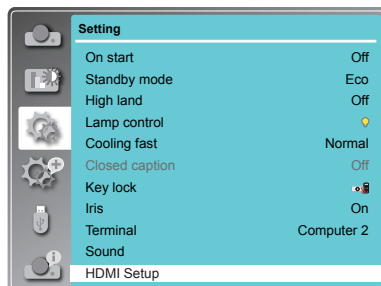 Setting
On start Off
Standby mode Eco
High land Off
Lamp control
Cooling fast Normal
Closed caption Off
Key lock
Iris On
Terminal Computer 2
Sound
HDMI Setup